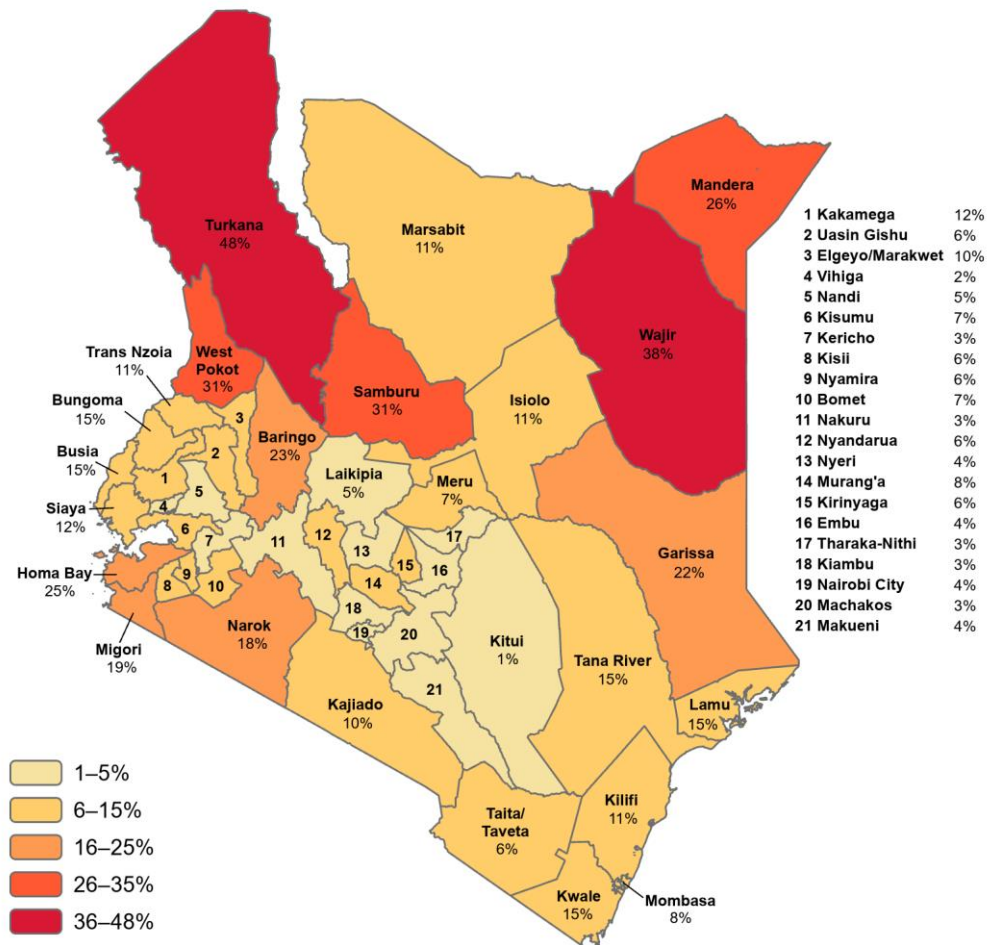 Turkana
48%
Marsabit
11%
Mandera
26%
Wajir
38%
Samburu
31%
West
Pokot
31%
Trans Nzoia
11%
Bungoma
15%
Busia
15%
Siaya
12%
Homa Bay
25%
Migori
19%
Isiolo
11%
Baringo
23%
Laikipia
5%
Meru
7%
Garissa
22%
Narok
18%
Kitui
1%
Tana River
15%
Kajiado
10%
Lamu
15%
Kilifi
11%
Taita/
Taveta
6%
Kwale
15%
Mombasa
8%
1
2
3
4
5
6
7
8
9
10
11
12
13
14
15
16
17
18
19
20
21
1 Kakamega 12%
2 Uasin Gishu 6%
3 Elgeyo/Marakwet 10%
4 Vihiga 2%
5 Nandi 5%
6 Kisumu 7%
7 Kericho 3%
8 Kisii 6%
9 Nyamira 6%
10 Bomet 7%
11 Nakuru 3%
12 Nyandarua 6%
13 Nyeri 4%
14 Murang'a 8%
15 Kirinyaga 6%
16 Embu 4%
17 Tharaka-Nithi 3%
18 Kiambu 3%
19 Nairobi City 4%
20 Machakos 3%
21 Makueni 4%
1–5%
6–15%
16–25%
26–35%
36–48%